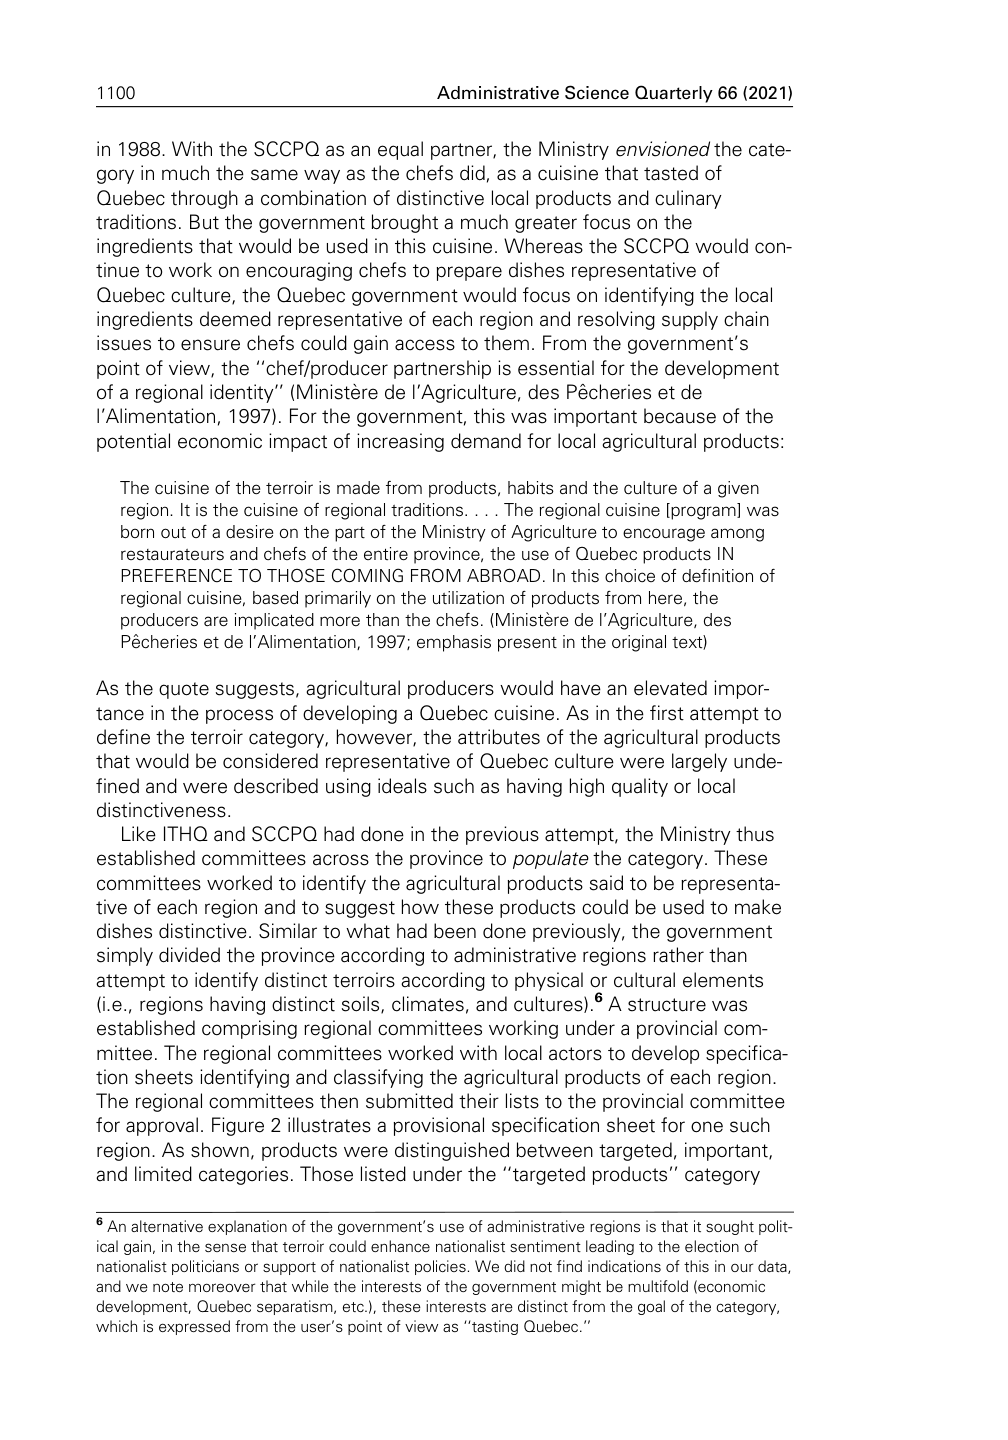 1100
Administrative Science Quarterly 66 (2021)
in 1988. With the SCCPQ as an equal partner, the Ministry envisioned the cate-
gory in much the same way as the chefs did, as a cuisine that tasted of
Quebec through a combination of distinctive local products and culinary
traditions. But the government brought a much greater focus on the
ingredients that would be used in this cuisine. Whereas the SCCPQ would con-
tinue to work on encouraging chefs to prepare dishes representative of
Quebec culture, the Quebec government would focus on identifying the local
ingredients deemed representative of each region and resolving supply chain
issues to ensure chefs could gain access to them. From the government's
point of view, the ''chef/producer partnership is essential for the development
of a regional identity'' (Ministère de l'Agriculture, des Pêcheries et de
l'Alimentation, 1997). For the government, this was important because of the
potential economic impact of increasing demand for local agricultural products:
The cuisine of the terroir is made from products, habits and the culture of a given
region. It is the cuisine of regional traditions. . . . The regional cuisine [program] was
born out of a desire on the part of the Ministry of Agriculture to encourage among
restaurateurs and chefs of the entire province, the use of Quebec products IN
PREFERENCE TO THOSE COMING FROM ABROAD. In this choice of definition of
regional cuisine, based primarily on the utilization of products from here, the
producers are implicated more than the chefs. (Ministère de l'Agriculture, des
Pêcheries et de l'Alimentation, 1997; emphasis present in the original text)
As the quote suggests, agricultural producers would have an elevated impor-
tance in the process of developing a Quebec cuisine. As in the first attempt to
define the terroir category, however, the attributes of the agricultural products
that would be considered representative of Quebec culture were largely unde-
fined and were described using ideals such as having high quality or local
distinctiveness.
Like ITHQ and SCCPQ had done in the previous attempt, the Ministry thus
established committees across the province to populate the category. These
committees worked to identify the agricultural products said to be representa-
tive of each region and to suggest how these products could be used to make
dishes distinctive. Similar to what had been done previously, the government
simply divided the province according to administrative regions rather than
attempt to identify distinct terroirs according to physical or cultural elements
(i.e., regions having distinct soils, climates, and cultures).6 A structure was
established comprising regional committees working under a provincial com-
mittee. The regional committees worked with local actors to develop specifica-
tion sheets identifying and classifying the agricultural products of each region.
The regional committees then submitted their lists to the provincial committee
for approval. Figure 2 illustrates a provisional specification sheet for one such
region. As shown, products were distinguished between targeted, important,
and limited categories. Those listed under the ''targeted products'' category
6 An alternative explanation of the government's use of administrative regions is that it sought polit-
ical gain, in the sense that terroir could enhance nationalist sentiment leading to the election of
nationalist politicians or support of nationalist policies. We did not find indications of this in our data,
and we note moreover that while the interests of the government might be multifold (economic
development, Quebec separatism, etc.), these interests are distinct from the goal of the category,
which is expressed from the user's point of view as ''tasting Quebec.''